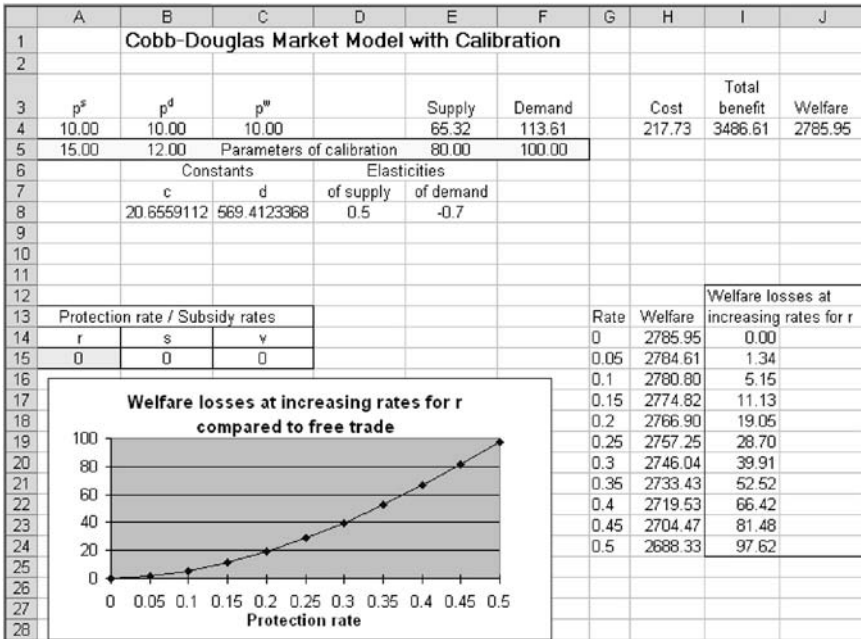 A B C D E F G H I J
1 Cobb-Douglas Market Model with Calibration
2
Total
3 pˢ pᵈ pʷ Supply Demand Cost benefit Welfare
4 10.00 10.00 10.00 65.32 113.61 217.73 3486.61 2785.95
5 15.00 12.00 Parameters of calibration 80.00 100.00
6 Constants Elasticities
7 c d of supply of demand
8 20.6559112 569.4123368 0.5 -0.7
9
10
11
12 Welfare losses at
13 Protection rate / Subsidy rates Rate Welfare increasing rates for r
14 r s v 0 2785.95 0.00
15 0 0 0 0.05 2784.61 1.34
16 0.1 2780.80 5.15
17 0.15 2774.82 11.13
18 0.2 2766.90 19.05
19 0.25 2757.25 28.70
20 0.3 2746.04 39.91
21 0.35 2733.43 52.52
22 0.4 2719.53 66.42
23 0.45 2704.47 81.48
24 0.5 2688.33 97.62
25
26
27
28
Welfare losses at increasing rates for r
compared to free trade
100
80
60
40
20
0
0 0.05 0.1 0.15 0.2 0.25 0.3 0.35 0.4 0.45 0.5
Protection rate